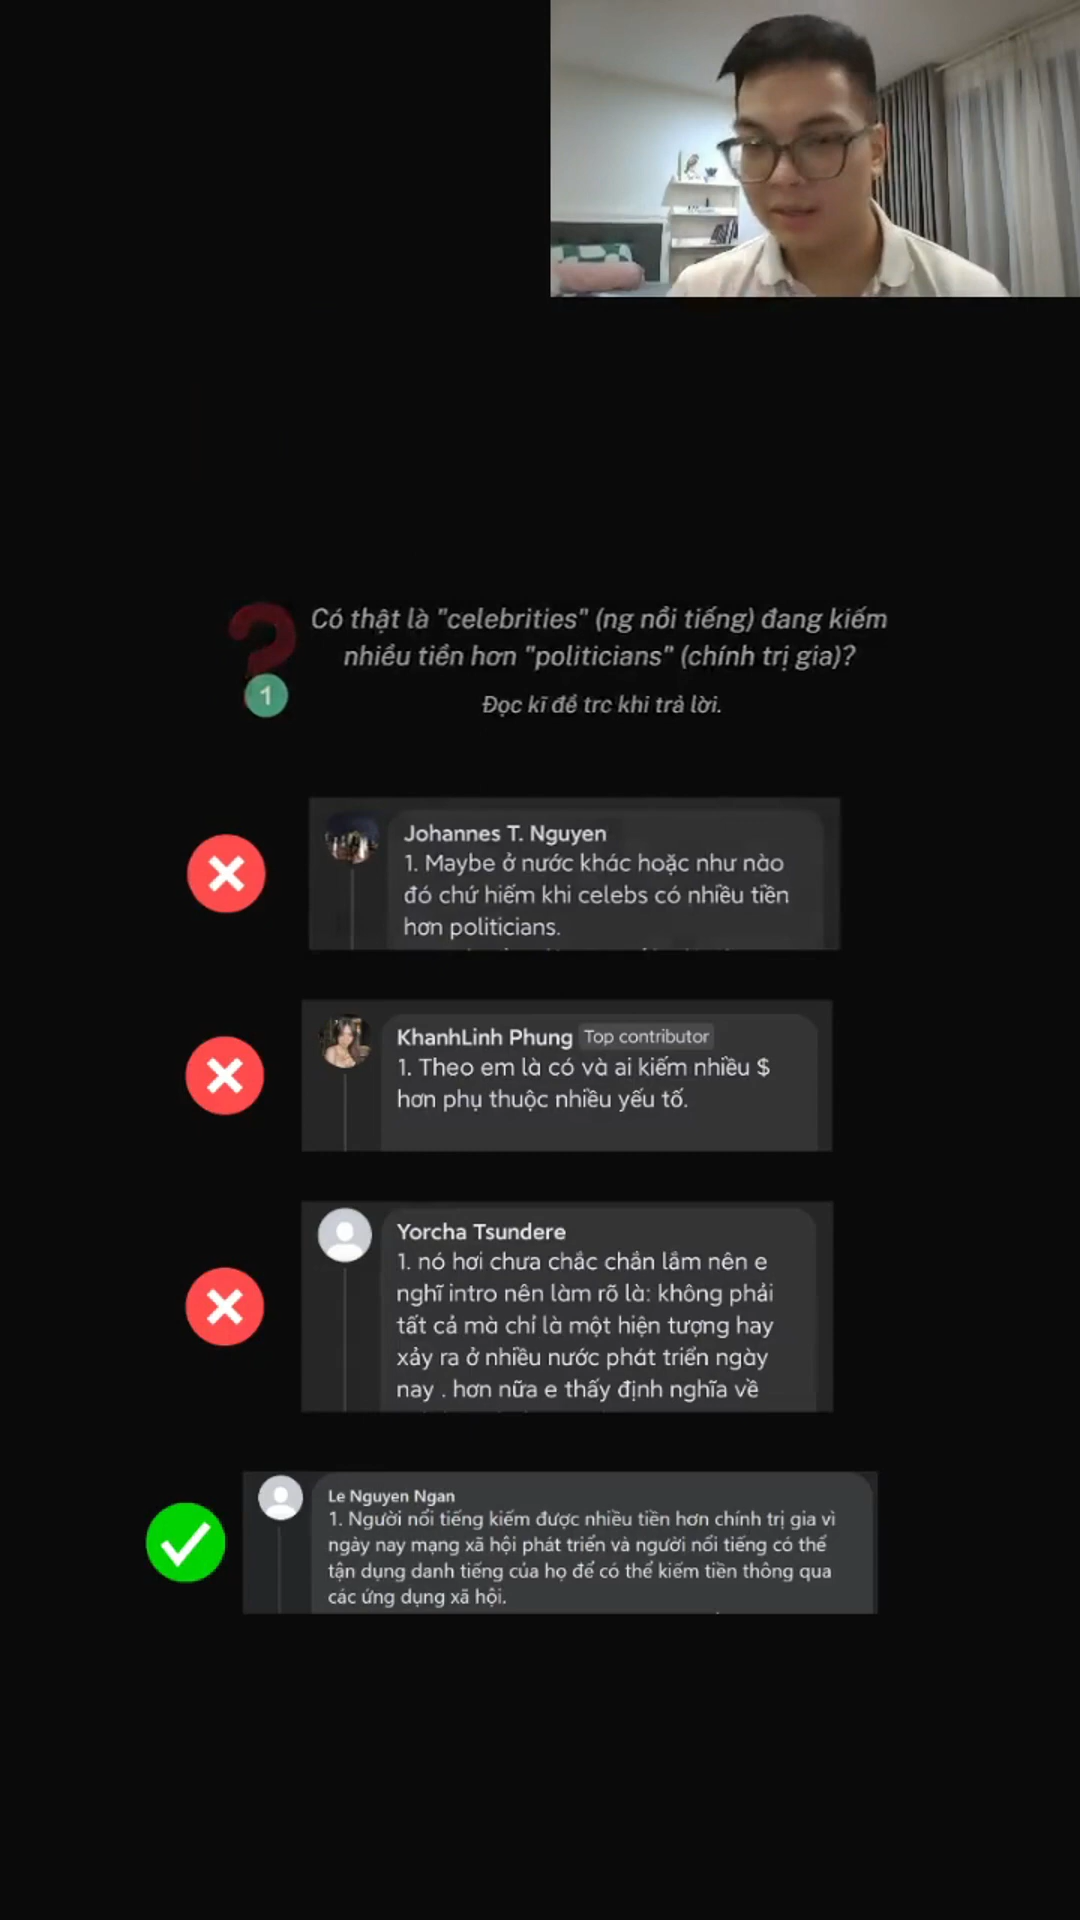 Có thật là "celebrities" (ng nổi tiếng) đang kiếm
nhiều tiền hơn "politicians" (chính trị gia)?
1
Đọc kĩ đề trc khi trả lời.
Johannes T. Nguyen
1. Maybe ở nước khác hoặc như nào
đó chứ hiếm khi celebs có nhiều tiền
hơn politicians.
KhanhLinh Phung Top contributor
1. Theo em là có và ai kiếm nhiều $
hơn phụ thuộc nhiều yếu tố.
Yorcha Tsundere
1. nó hơi chưa chắc chắn lắm nên e
nghĩ intro nên làm rõ là: không phải
tất cả mà chỉ là một hiện tượng hay
xảy ra ở nhiều nước phát triển ngày
nay . hơn nữa e thấy định nghĩa về
Le Nguyen Ngan
1. Người nổi tiếng kiếm được nhiều tiền hơn chính trị gia vì
ngày nay mạng xã hội phát triển và người nổi tiếng có thể
tận dụng danh tiếng của họ để có thể kiếm tiền thông qua
các ứng dụng xã hội.